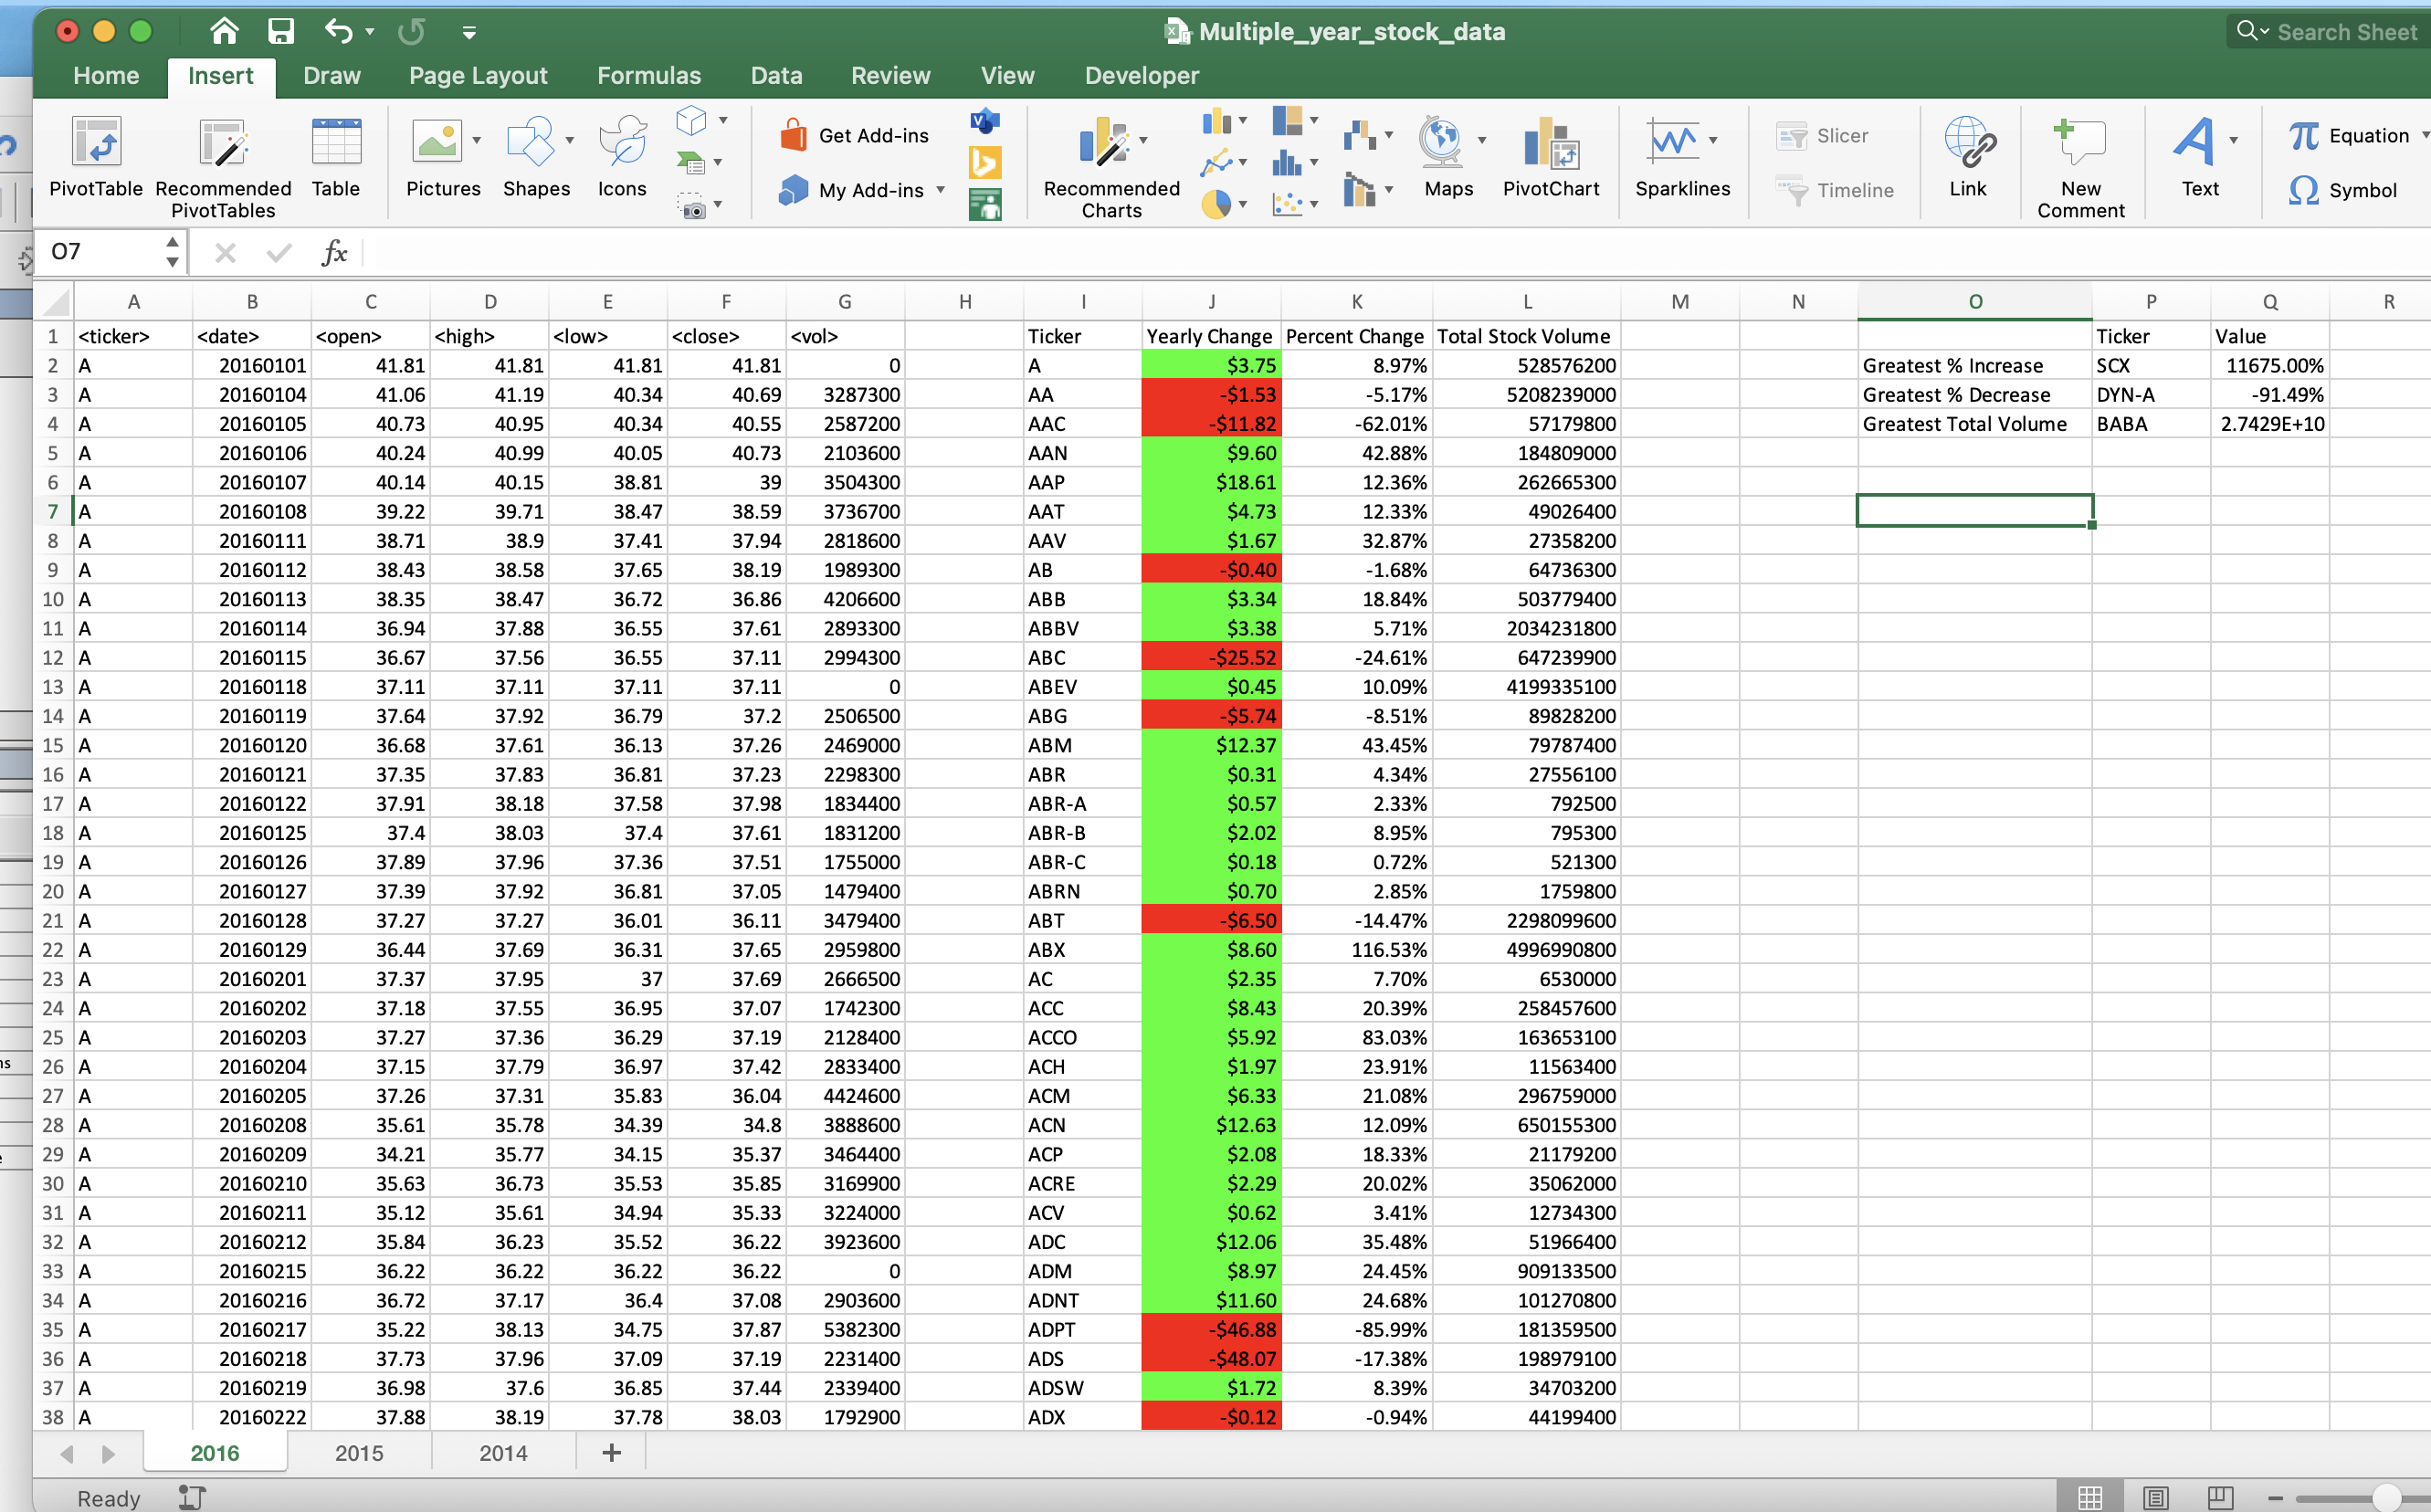 Multiple_year_stock_data
Search Sheet
Home Insert Draw Page Layout Formulas Data Review View Developer
PivotTable Recommended PivotTables Table Pictures Shapes Icons Get Add-ins My Add-ins Recommended Charts Maps PivotChart Sparklines Slicer Timeline Link New Comment Text Equation Symbol
O7 fx
A B C D E F G H I J K L M N O P Q R
1 <ticker> <date> <open> <high> <low> <close> <vol> Ticker Yearly Change Percent Change Total Stock Volume Ticker Value
2 A 20160101 41.81 41.81 41.81 41.81 0 A $3.75 8.97% 528576200 Greatest % Increase SCX 11675.00%
3 A 20160104 41.06 41.19 40.34 40.69 3287300 AA -$1.53 -5.17% 5208239000 Greatest % Decrease DYN-A -91.49%
4 A 20160105 40.73 40.95 40.34 40.55 2587200 AAC -$11.82 -62.01% 57179800 Greatest Total Volume BABA 2.7429E+10
5 A 20160106 40.24 40.99 40.05 40.73 2103600 AAN $9.60 42.88% 184809000
6 A 20160107 40.14 40.15 38.81 39 3504300 AAP $18.61 12.36% 262665300
7 A 20160108 39.22 39.71 38.47 38.59 3736700 AAT $4.73 12.33% 49026400
8 A 20160111 38.71 38.9 37.41 37.94 2818600 AAV $1.67 32.87% 27358200
9 A 20160112 38.43 38.58 37.65 38.19 1989300 AB -$0.40 -1.68% 64736300
10 A 20160113 38.35 38.47 36.72 36.86 4206600 ABB $3.34 18.84% 503779400
11 A 20160114 36.94 37.88 36.55 37.61 2893300 ABBV $3.38 5.71% 2034231800
12 A 20160115 36.67 37.56 36.55 37.11 2994300 ABC -$25.52 -24.61% 647239900
13 A 20160118 37.11 37.11 37.11 37.11 0 ABEV $0.45 10.09% 4199335100
14 A 20160119 37.64 37.92 36.79 37.2 2506500 ABG -$5.74 -8.51% 89828200
15 A 20160120 36.68 37.61 36.13 37.26 2469000 ABM $12.37 43.45% 79787400
16 A 20160121 37.35 37.83 36.81 37.23 2298300 ABR $0.31 4.34% 27556100
17 A 20160122 37.91 38.18 37.58 37.98 1834400 ABR-A $0.57 2.33% 792500
18 A 20160125 37.4 38.03 37.4 37.61 1831200 ABR-B $2.02 8.95% 795300
19 A 20160126 37.89 37.96 37.36 37.51 1755000 ABR-C $0.18 0.72% 521300
20 A 20160127 37.39 37.92 36.81 37.05 1479400 ABRN $0.70 2.85% 1759800
21 A 20160128 37.27 37.27 36.01 36.11 3479400 ABT -$6.50 -14.47% 2298099600
22 A 20160129 36.44 37.69 36.31 37.65 2959800 ABX $8.60 116.53% 4996990800
23 A 20160201 37.37 37.95 37 37.69 2666500 AC $2.35 7.70% 6530000
24 A 20160202 37.18 37.55 36.95 37.07 1742300 ACC $8.43 20.39% 258457600
25 A 20160203 37.27 37.36 36.29 37.19 2128400 ACCO $5.92 83.03% 163653100
26 A 20160204 37.15 37.79 36.97 37.42 2833400 ACH $1.97 23.91% 11563400
27 A 20160205 37.26 37.31 35.83 36.04 4424600 ACM $6.33 21.08% 296759000
28 A 20160208 35.61 35.78 34.39 34.8 3888600 ACN $12.63 12.09% 650155300
29 A 20160209 34.21 35.77 34.15 35.37 3464400 ACP $2.08 18.33% 21179200
30 A 20160210 35.63 36.73 35.53 35.85 3169900 ACRE $2.29 20.02% 35062000
31 A 20160211 35.12 35.61 34.94 35.33 3224000 ACV $0.62 3.41% 12734300
32 A 20160212 35.84 36.23 35.52 36.22 3923600 ADC $12.06 35.48% 51966400
33 A 20160215 36.22 36.22 36.22 36.22 0 ADM $8.97 24.45% 909133500
34 A 20160216 36.72 37.17 36.4 37.08 2903600 ADNT $11.60 24.68% 101270800
35 A 20160217 35.22 38.13 34.75 37.87 5382300 ADPT -$46.88 -85.99% 181359500
36 A 20160218 37.73 37.96 37.09 37.19 2231400 ADS -$48.07 -17.38% 198979100
37 A 20160219 36.98 37.6 36.85 37.44 2339400 ADSW $1.72 8.39% 34703200
38 A 20160222 37.88 38.19 37.78 38.03 1792900 ADX -$0.12 -0.94% 44199400
2016 2015 2014 +
Ready